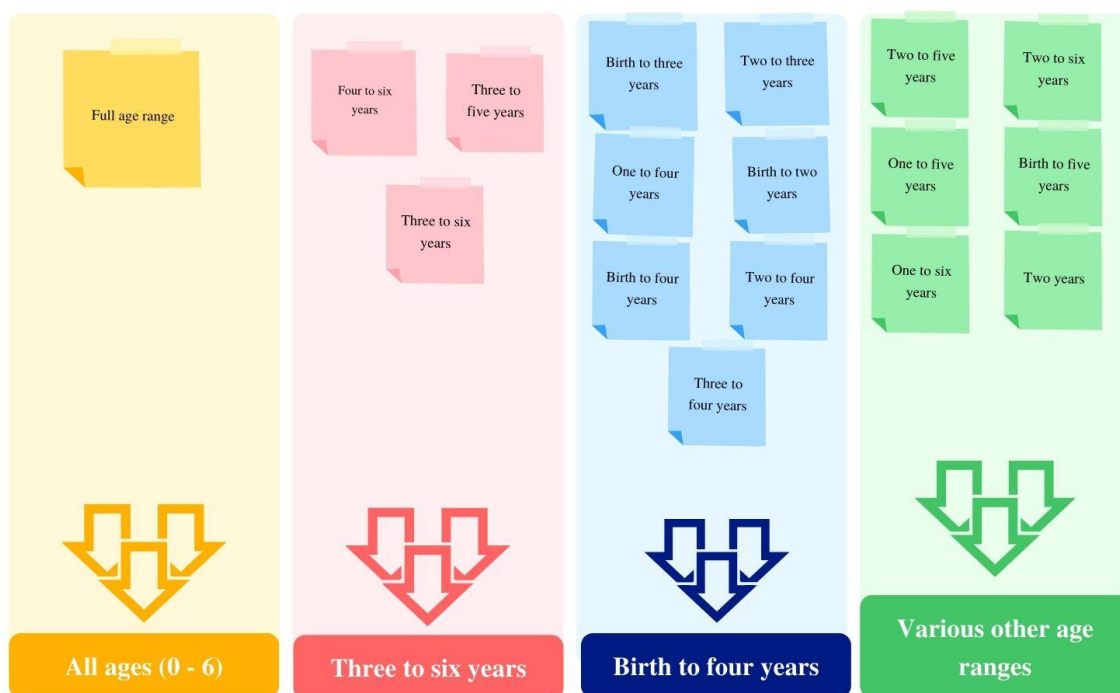 Full age range
All ages (0 - 6)
Four to six
years
Three to
five years
Three to six
years
Three to six years
Birth to three
years
Two to three
years
One to four
years
Birth to two
years
Birth to four
years
Two to four
years
Three to
four years
Birth to four years
Two to five
years
Two to six
years
One to five
years
Birth to five
years
One to six
years
Two years
Various other age
ranges